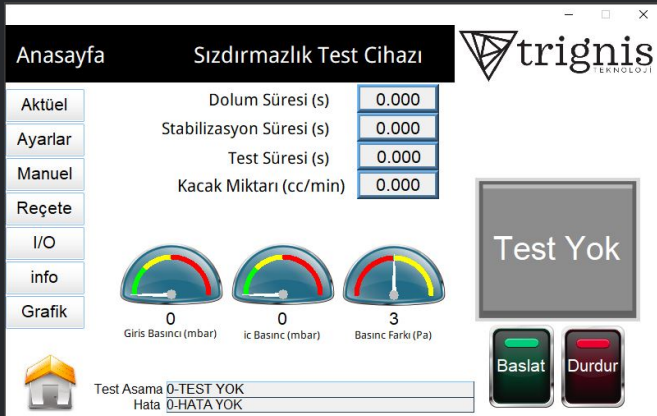 Anasayfa
Sızdırmazlık Test Cihazı
trignis
TEKNOLOJİ
Aktüel
Ayarlar
Manuel
Reçete
I/O
info
Grafik
Dolum Süresi (s) 0.000
Stabilizasyon Süresi (s) 0.000
Test Süresi (s) 0.000
Kacak Miktarı (cc/min) 0.000
0
Giris Basıncı (mbar)
0
ic Basınc (mbar)
3
Basınc Farkı (Pa)
Test Yok
Baslat
Durdur
Test Asama 0-TEST YOK
Hata 0-HATA YOK